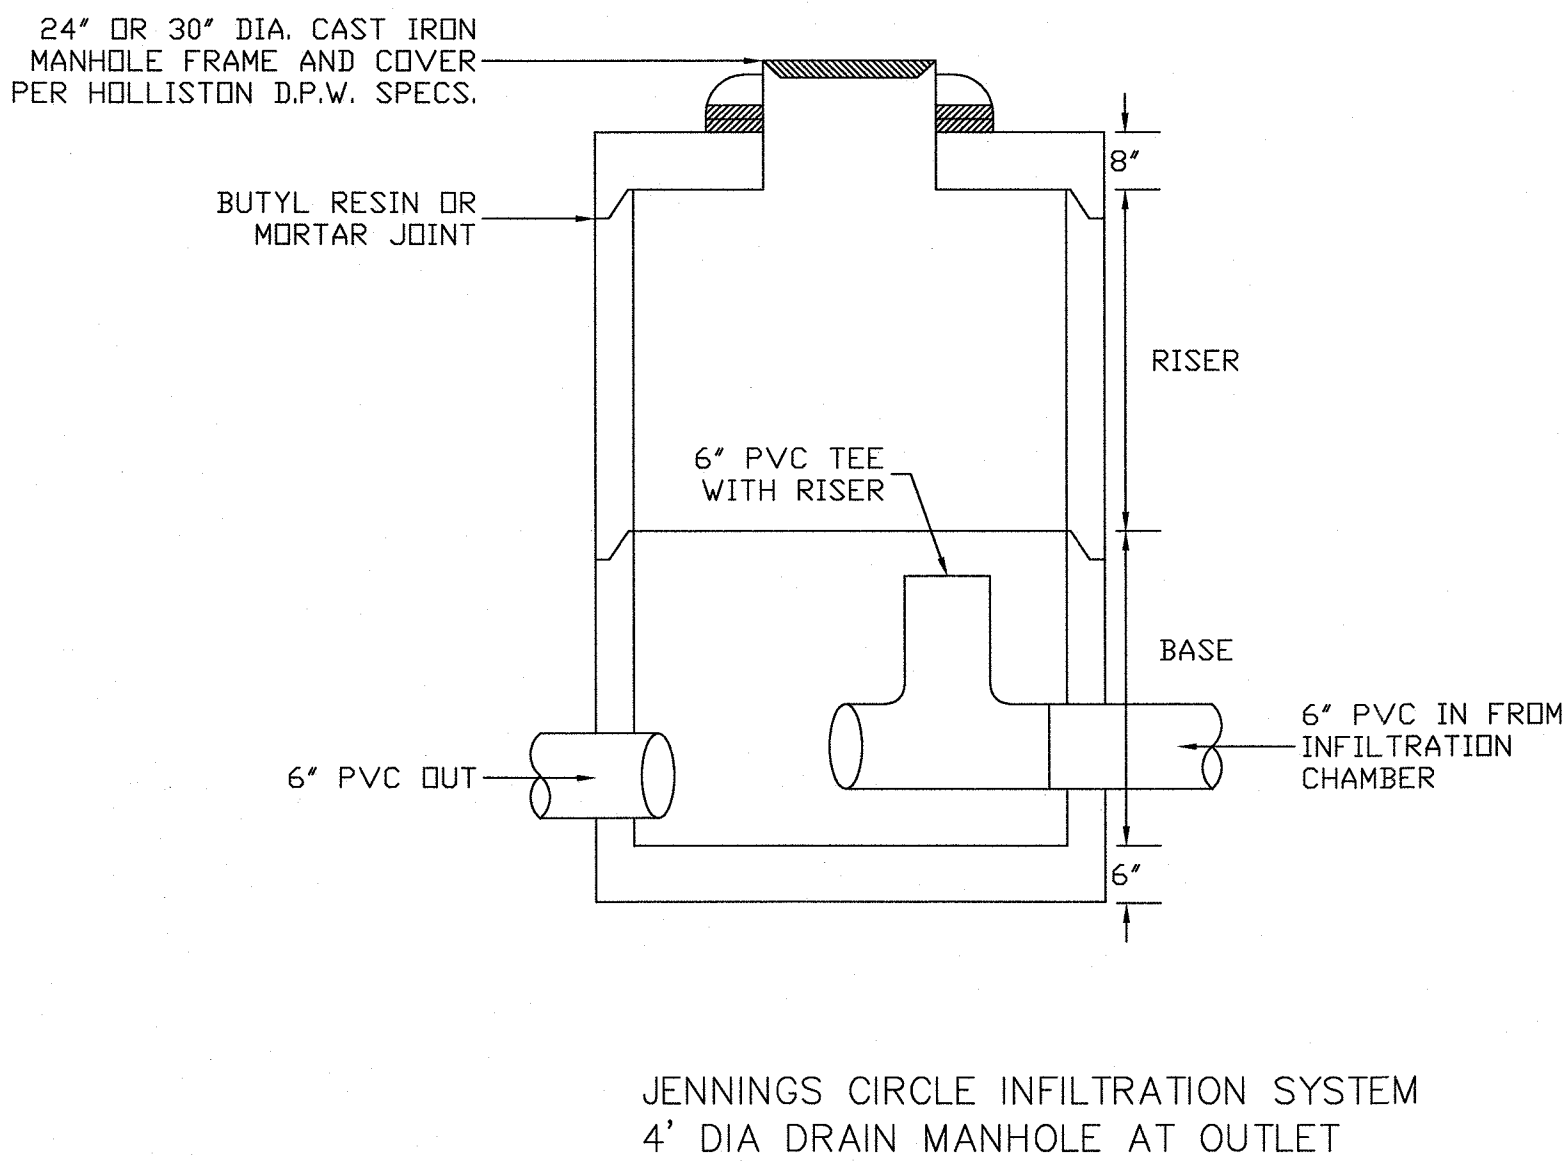 24" OR 30" DIA. CAST IRON
MANHOLE FRAME AND COVER
PER HOLLISTON D.P.W. SPECS.
8"
BUTYL RESIN OR
MORTAR JOINT
RISER
6" PVC TEE
WITH RISER
BASE
6" PVC IN FROM
INFILTRATION
CHAMBER
6" PVC OUT
6"
JENNINGS CIRCLE INFILTRATION SYSTEM
4' DIA DRAIN MANHOLE AT OUTLET